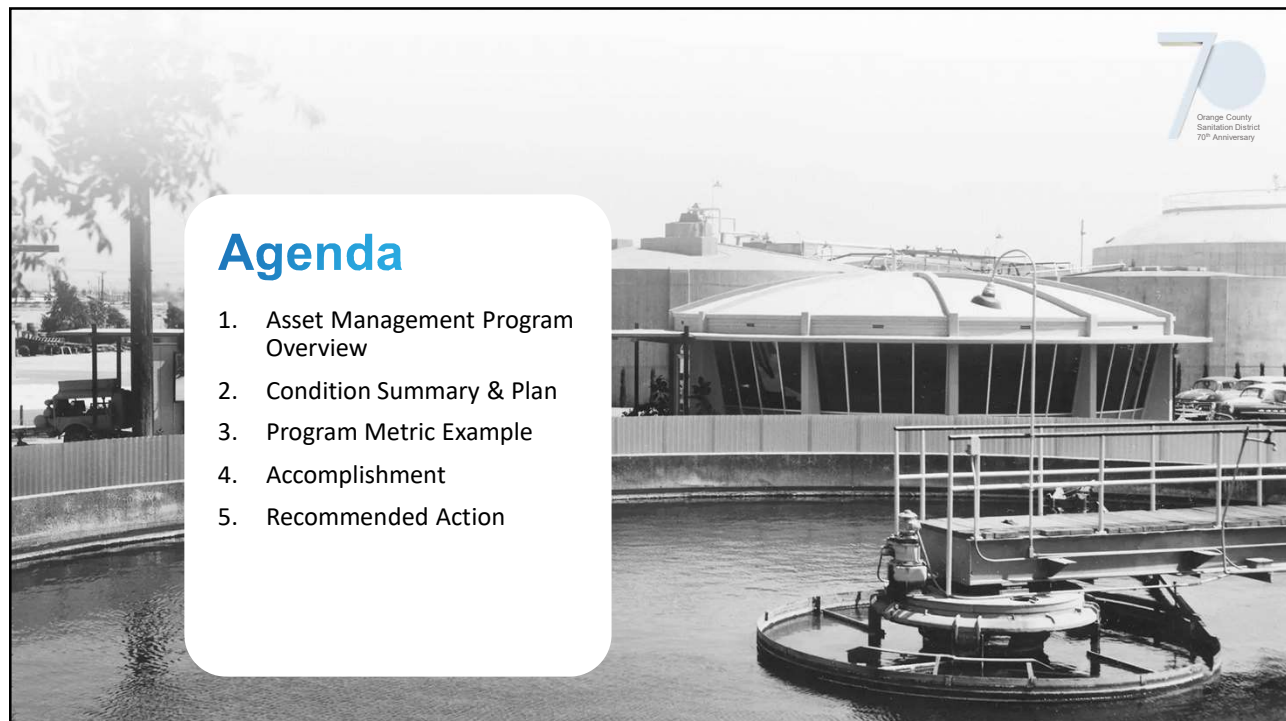 70
Orange County
Sanitation District
70th Anniversary
Agenda
1. Asset Management Program
Overview
2. Condition Summary & Plan
3. Program Metric Example
4. Accomplishment
5. Recommended Action